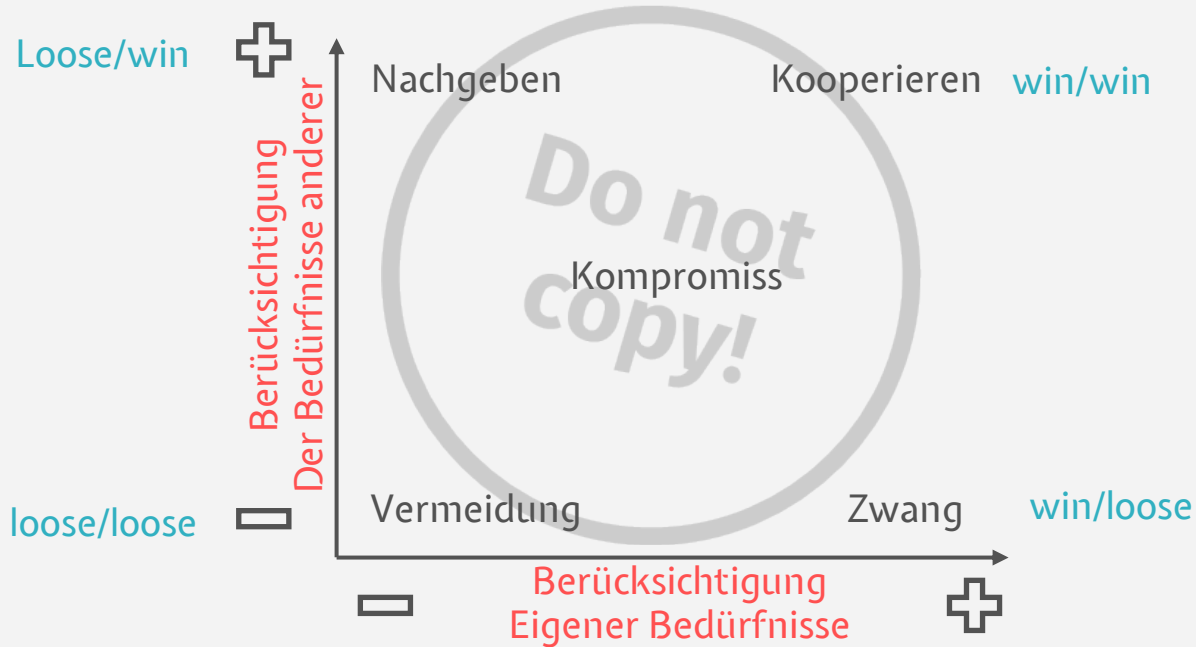 Loose/win
Nachgeben
Kooperieren
win/win
Berücksichtigung
Der Bedürfnisse anderer
Do not
copy!
Kompromiss
loose/loose
Vermeidung
Zwang
win/loose
Berücksichtigung
Eigener Bedürfnisse